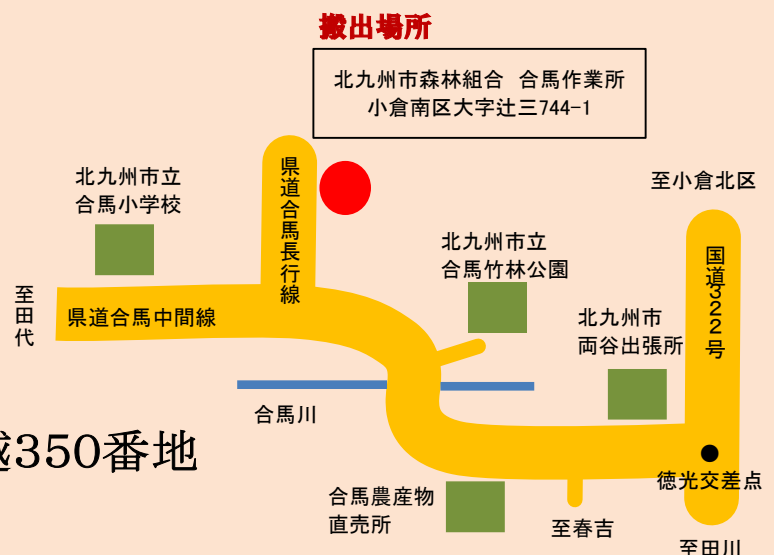 搬出場所
北九州市森林組合 合馬作業所
小倉南区大字辻三744-1
県道合馬長行線
北九州市立
合馬小学校
至小倉北区
北九州市立
合馬竹林公園
国道322号
至田代
県道合馬中間線
北九州市
両谷出張所
合馬川
越350番地
徳光交差点
合馬農産物
直売所
至春吉
至田川